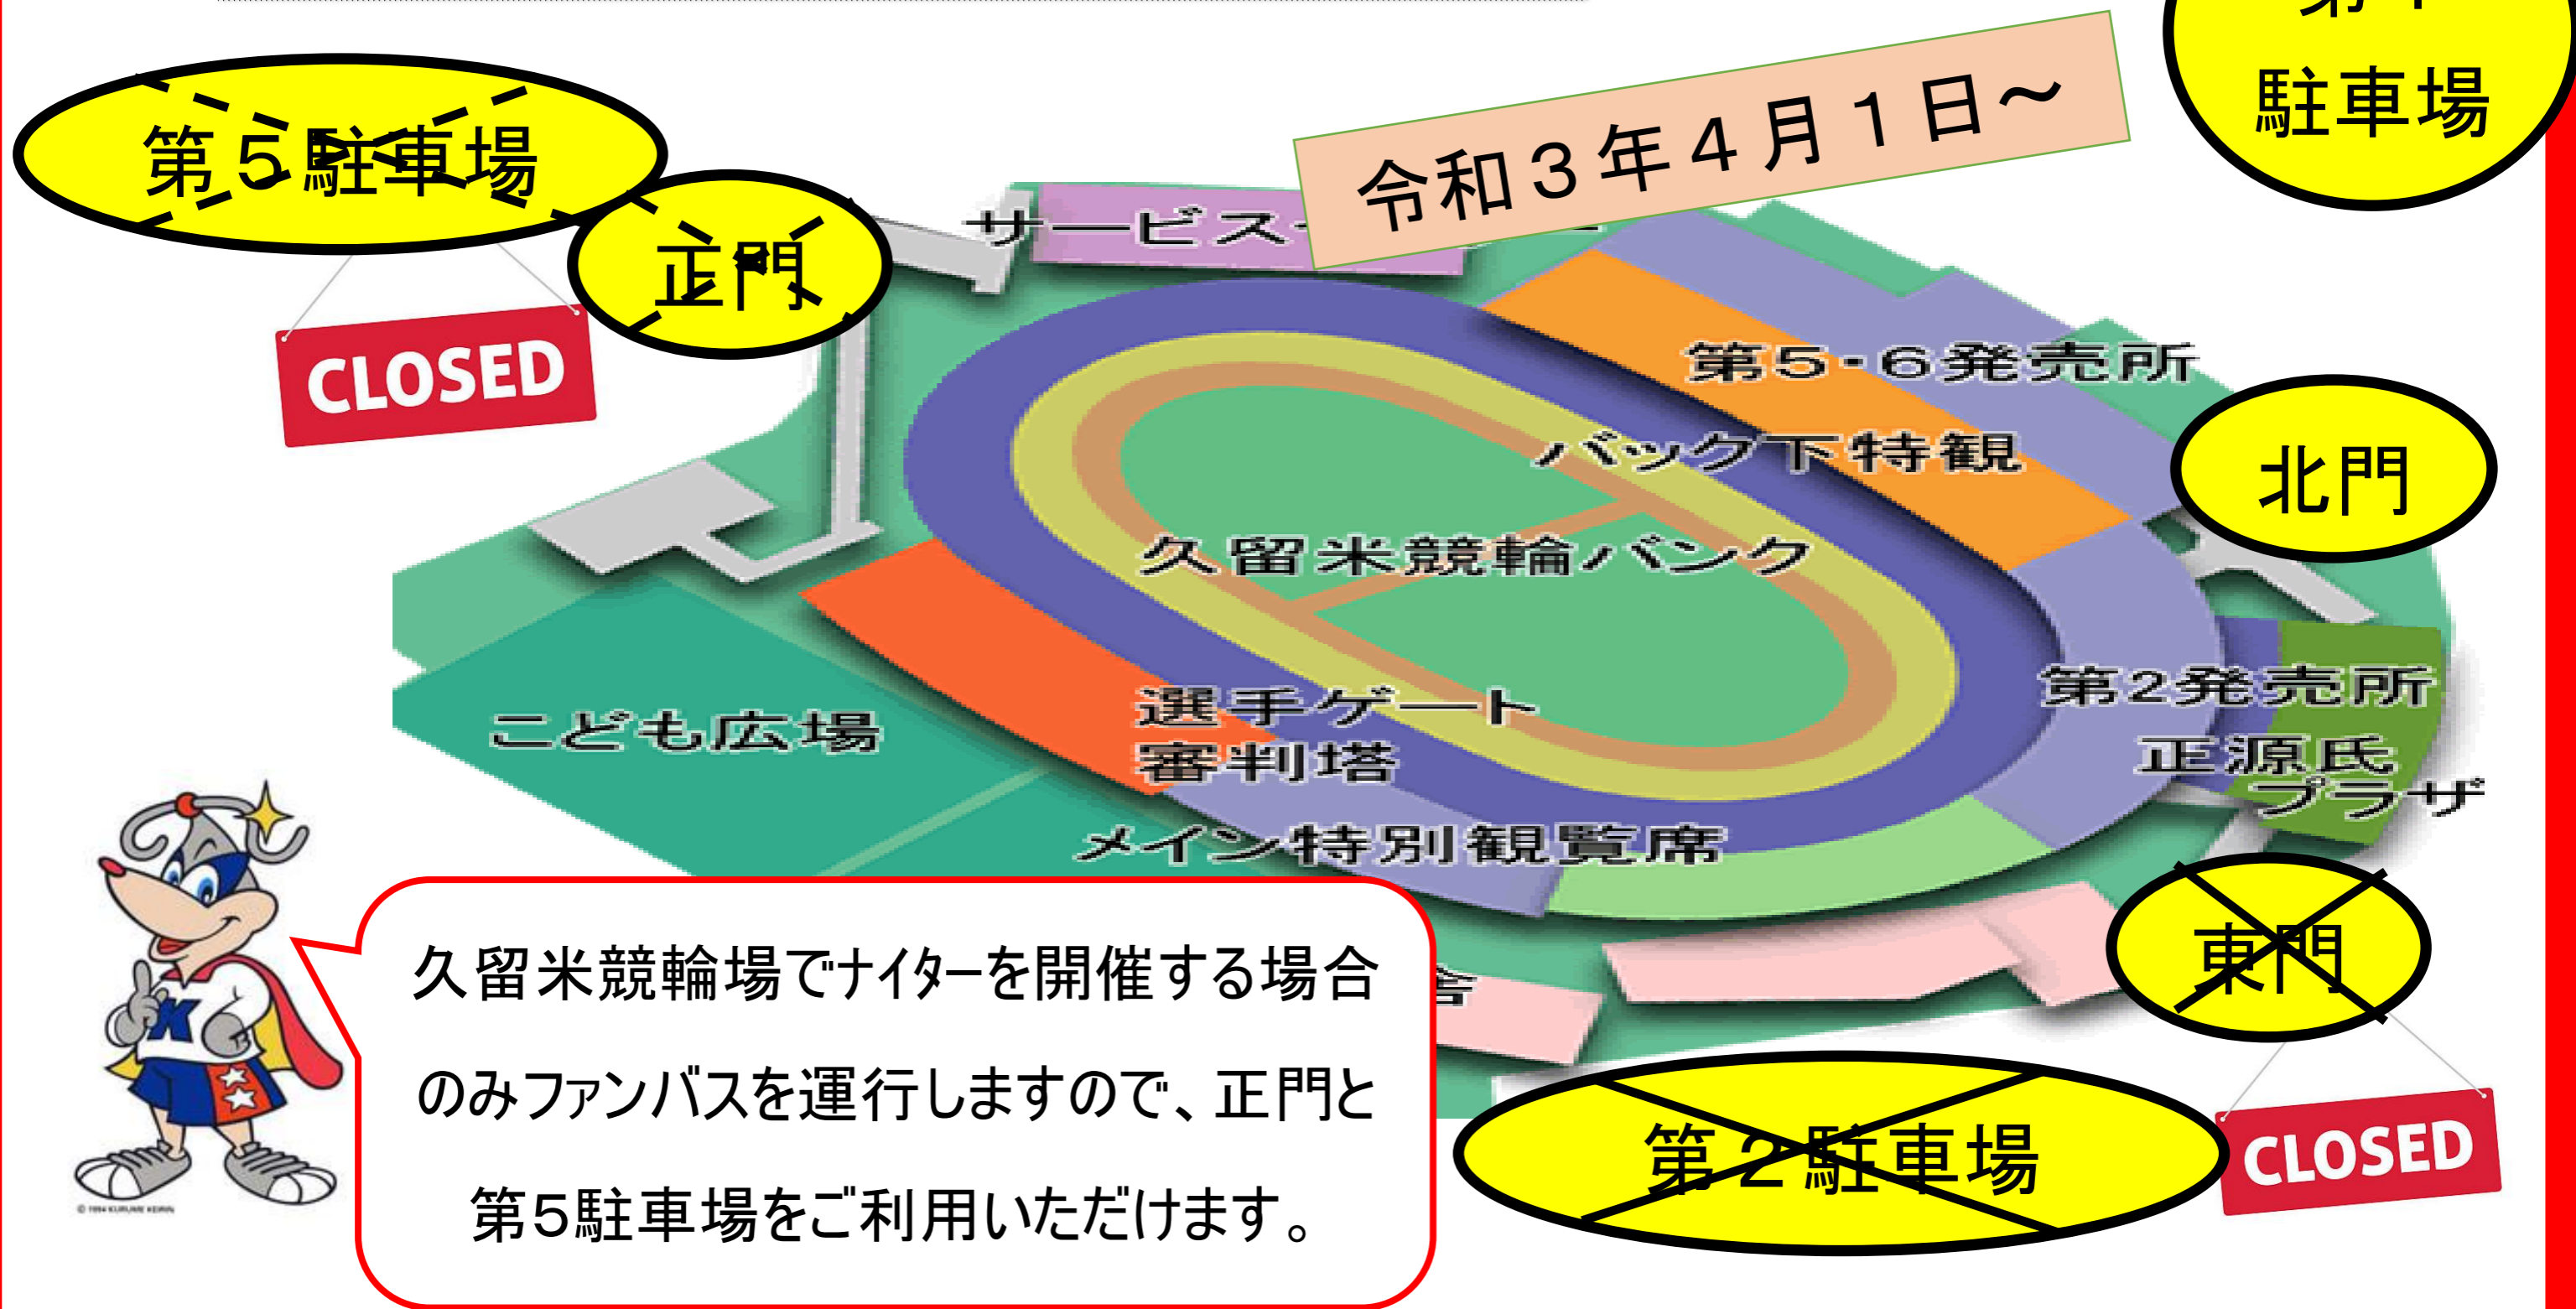 駐車場
令和３年４月１日～
第５駐車場
正門
サービス
CLOSED
第5・6発売所
バック下特観
北門
久留米競輪バンク
第2発売所
選手ゲート
こども広場
審判塔
正源氏
プラザ
メイン特別観覧席
東門
久留米競輪場でナイターを開催する場合
のみファンバスを運行しますので、正門と
第5駐車場をご利用いただけます。
第２駐車場
CLOSED
© 1994 KURUME KEIRIN